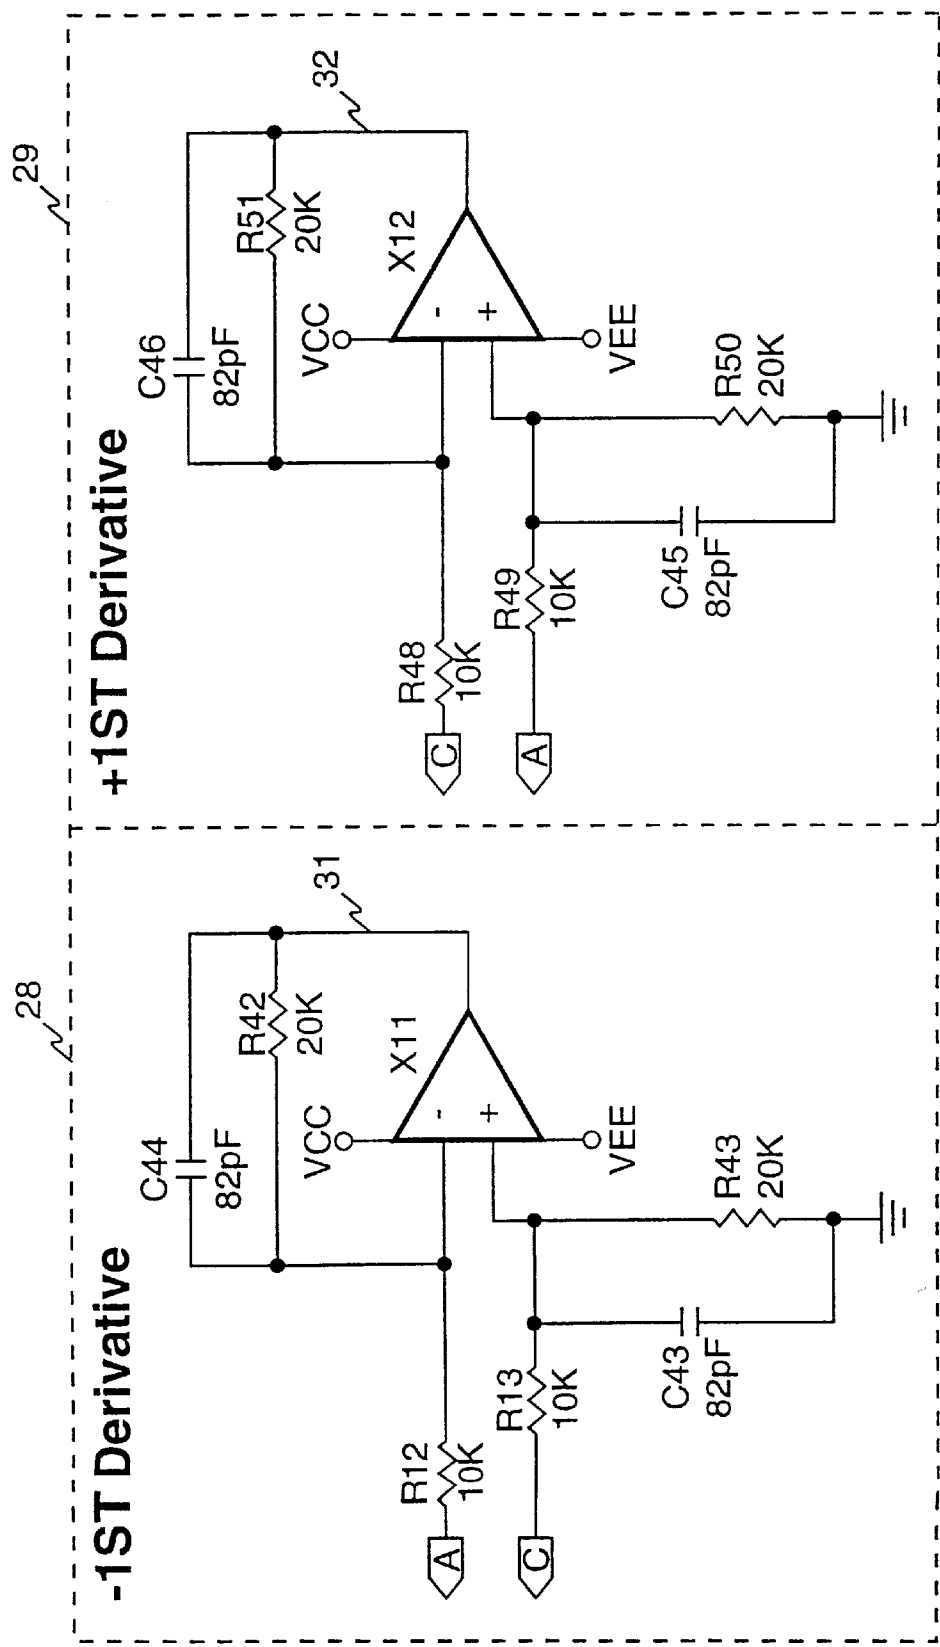 28
-1ST Derivative
C44
82pF
R42
20K
31
VCC
X11
-
+
VEE
A
R12
10K
C
R13
10K
C43
82pF
R43
20K
29
+1ST Derivative
C46
82pF
R51
20K
32
VCC
X12
-
+
VEE
C
R48
10K
A
R49
10K
C45
82pF
R50
20K